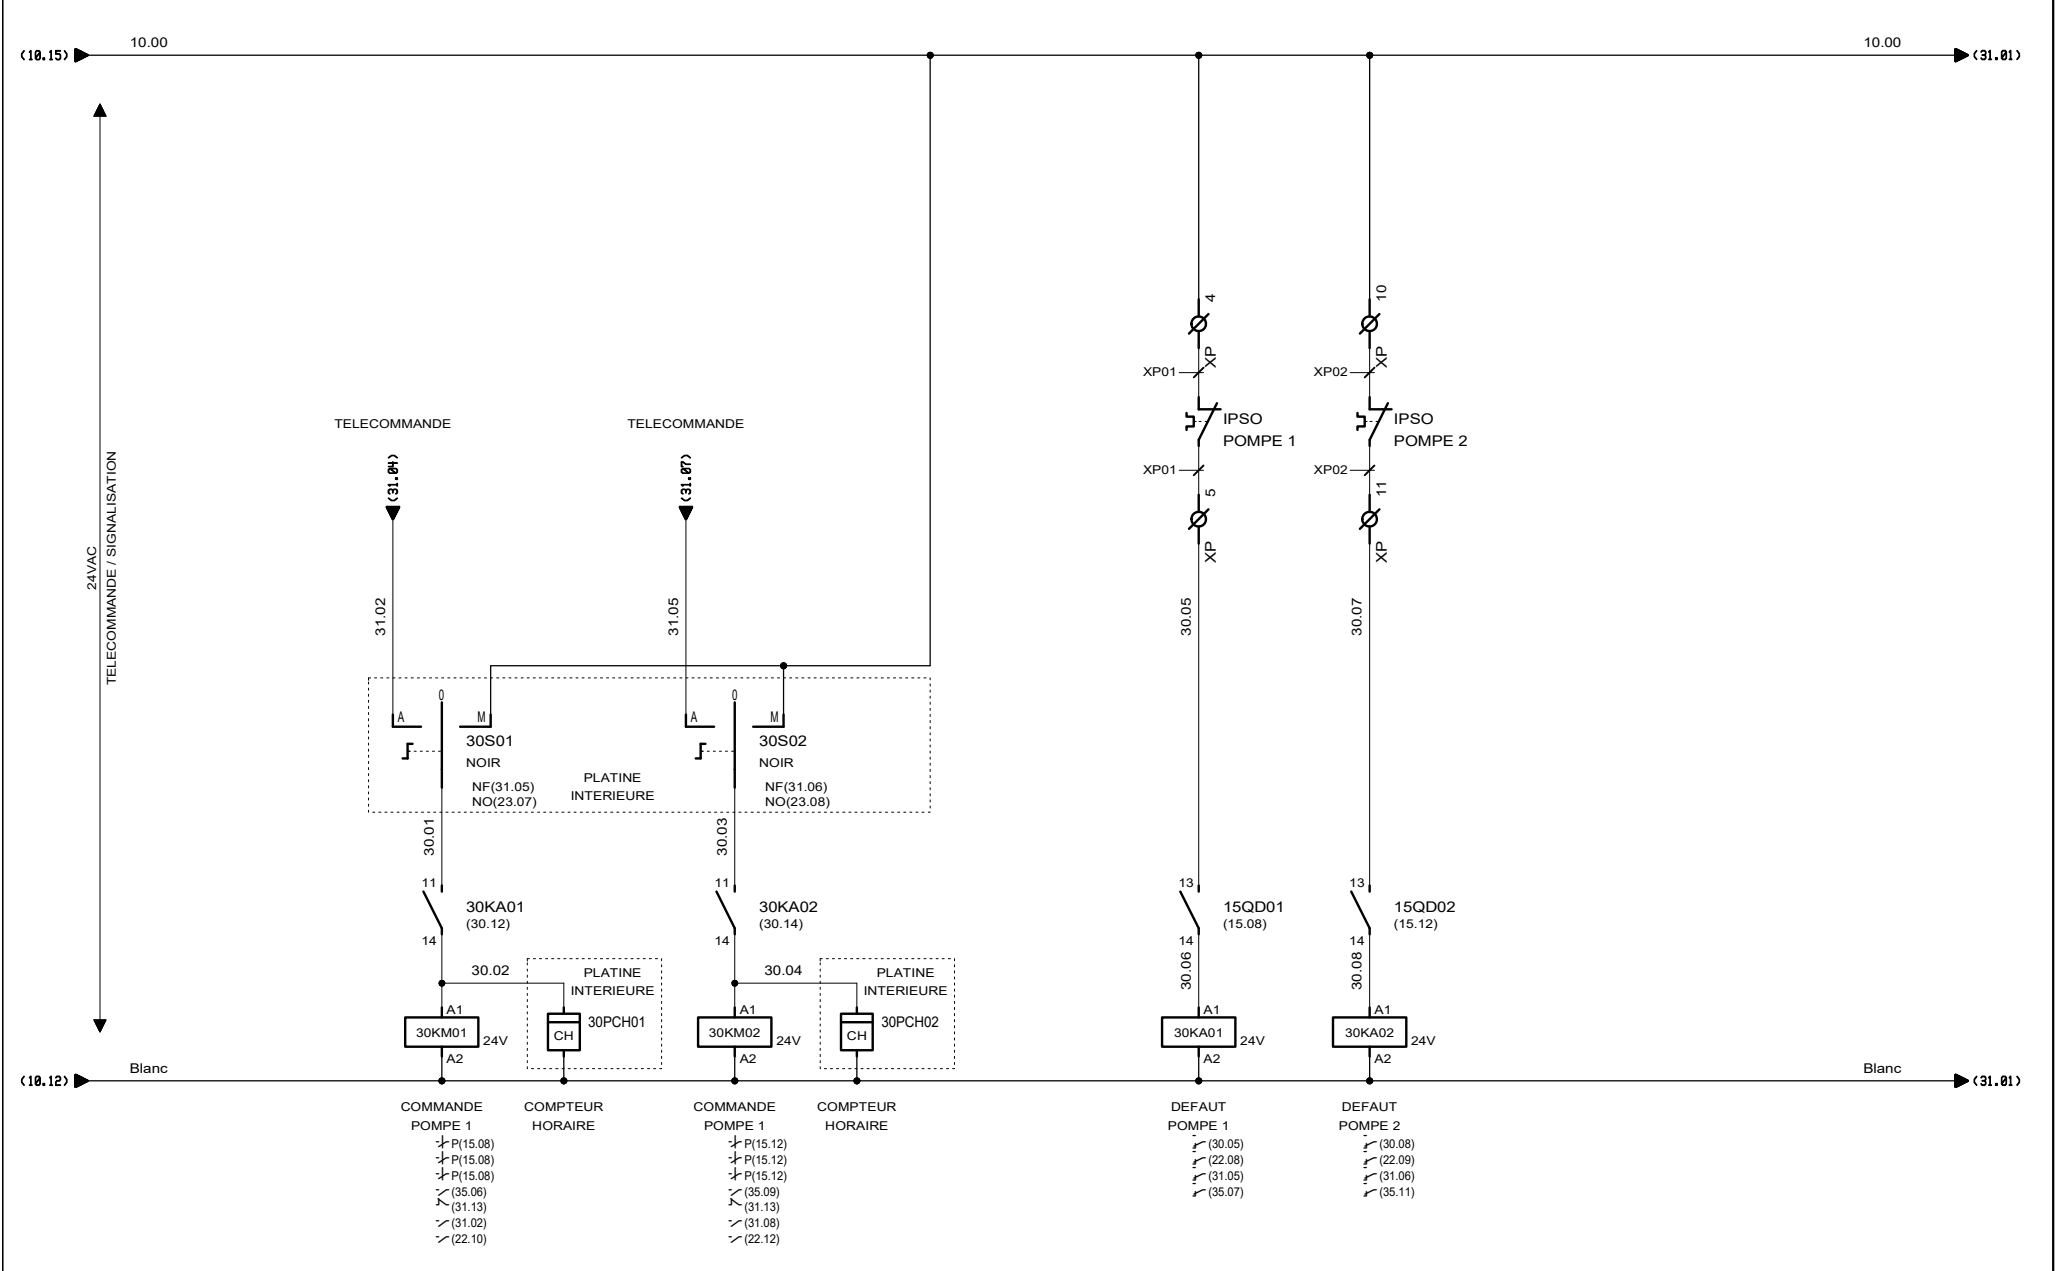 (10.15)
10.00
10.00
(31.01)
24VAC
TELECOMMANDE / SIGNALISATION
TELECOMMANDE
(31.04)
31.02
TELECOMMANDE
(31.07)
31.05
4
XP
XP01
IPSO
POMPE 1
XP01
5
XP
30.05
10
XP
XP02
IPSO
POMPE 2
XP02
11
XP
30.07
A
0
M
30S01
NOIR
NF(31.05)
NO(23.07)
PLATINE
INTERIEURE
A
0
M
30S02
NOIR
NF(31.06)
NO(23.08)
30.01
11
30KA01
(30.12)
14
30.03
11
30KA02
(30.14)
14
13
15QD01
(15.08)
14
30.06
13
15QD02
(15.12)
14
30.08
30.02
PLATINE
INTERIEURE
30.04
PLATINE
INTERIEURE
A1
30KM01
24V
A2
30PCH01
CH
A1
30KM02
24V
A2
30PCH02
CH
A1
30KA01
24V
A2
A1
30KA02
24V
A2
(10.12)
Blanc
Blanc
(31.01)
COMMANDE
POMPE 1
P(15.08)
P(15.08)
P(15.08)
(35.06)
(31.13)
(31.02)
(22.10)
COMPTEUR
HORAIRE
COMMANDE
POMPE 1
P(15.12)
P(15.12)
P(15.12)
(35.09)
(31.13)
(31.08)
(22.12)
COMPTEUR
HORAIRE
DEFAUT
POMPE 1
(30.05)
(22.08)
(31.05)
(35.07)
DEFAUT
POMPE 2
(30.08)
(22.09)
(31.06)
(35.11)